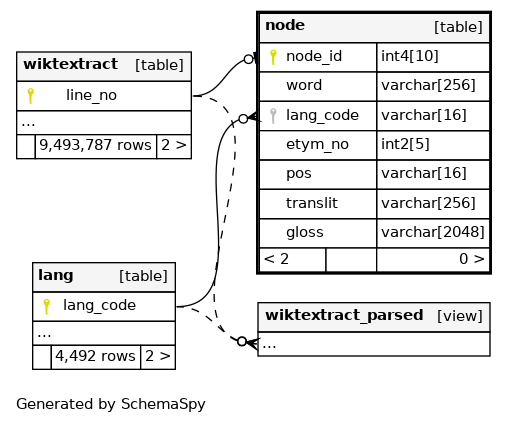 wiktextract [table]
line_no
...
9,493,787 rows 2 >
node [table]
node_id int4[10]
word varchar[256]
lang_code varchar[16]
etym_no int2[5]
pos varchar[16]
translit varchar[256]
gloss varchar[2048]
< 2 0 >
lang [table]
lang_code
...
4,492 rows 2 >
wiktextract_parsed [view]
...
Generated by SchemaSpy